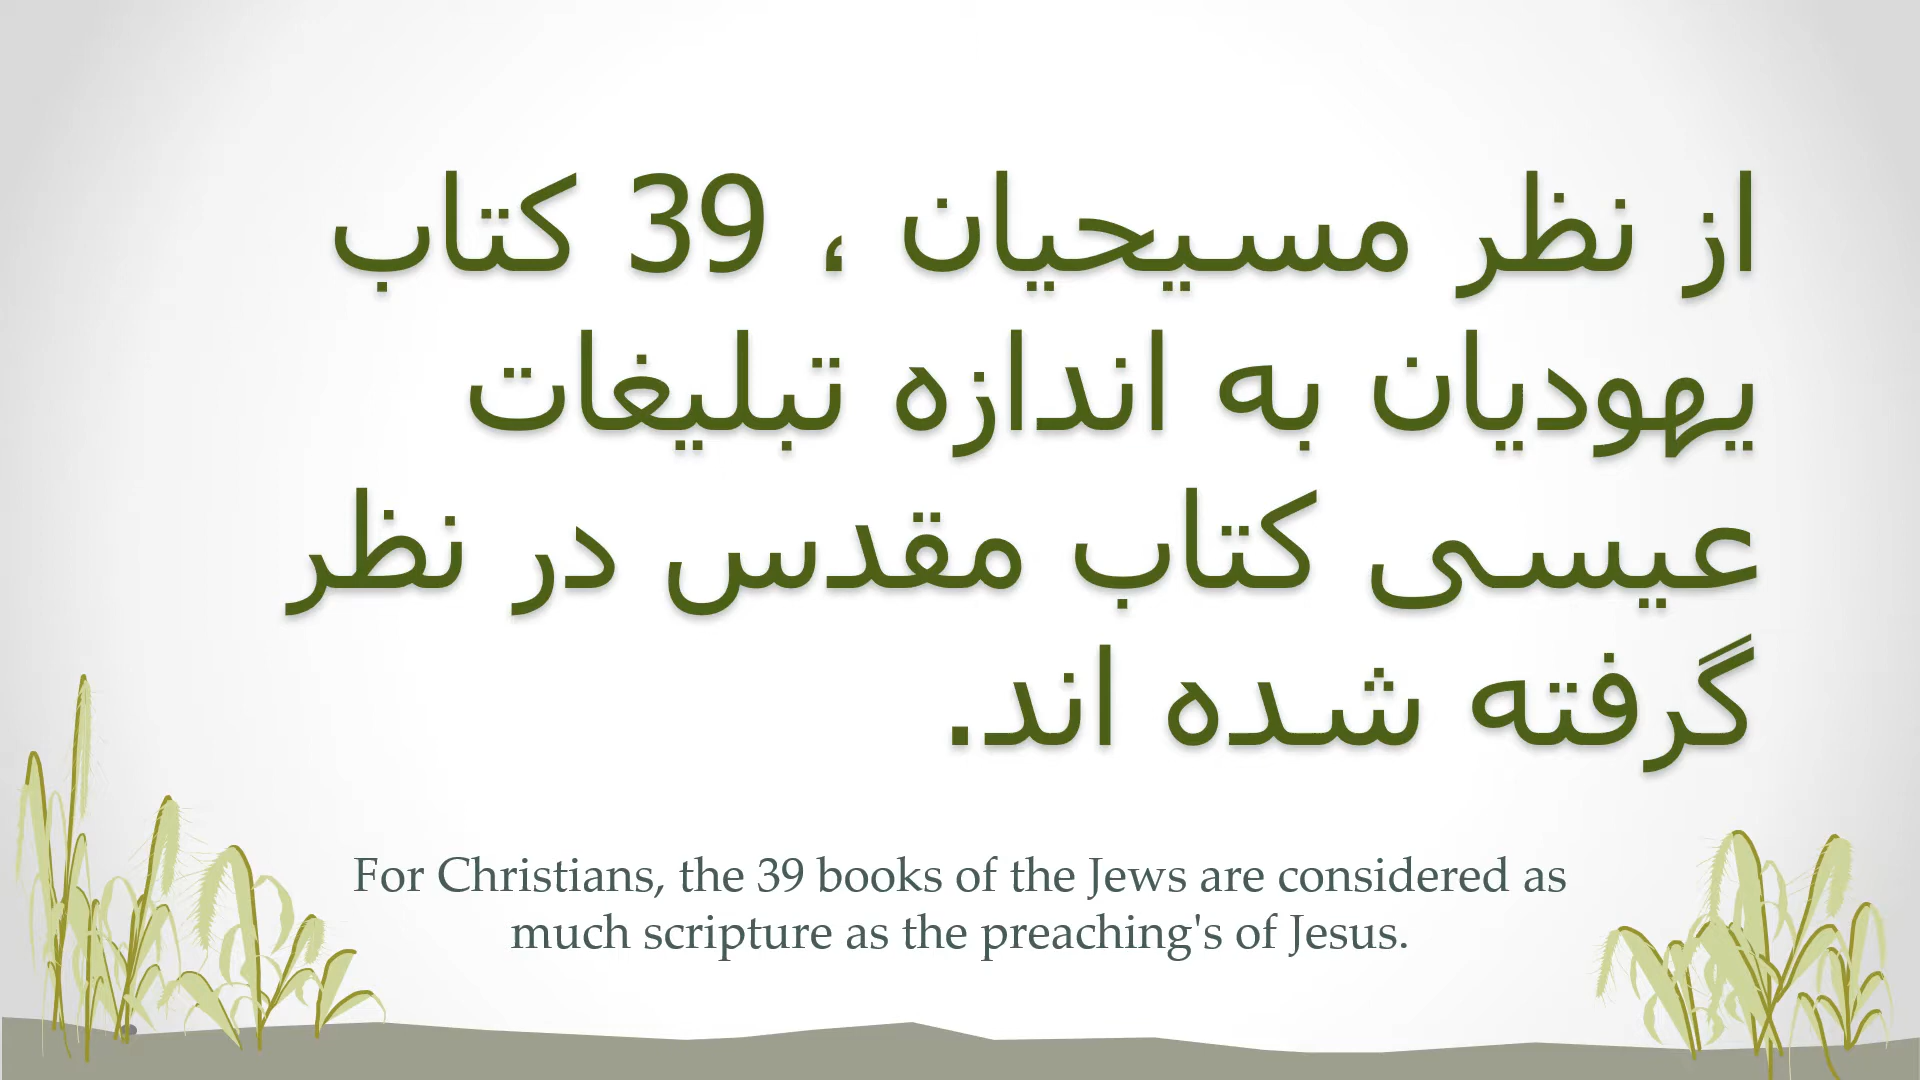 از نظر مسیحیان ، 39 کتاب
یهودیان به اندازه تبلیغات
عیسی کتاب مقدس در نظر
گرفته شده اند.
For Christians, the 39 books of the Jews are considered as
much scripture as the preaching's of Jesus.